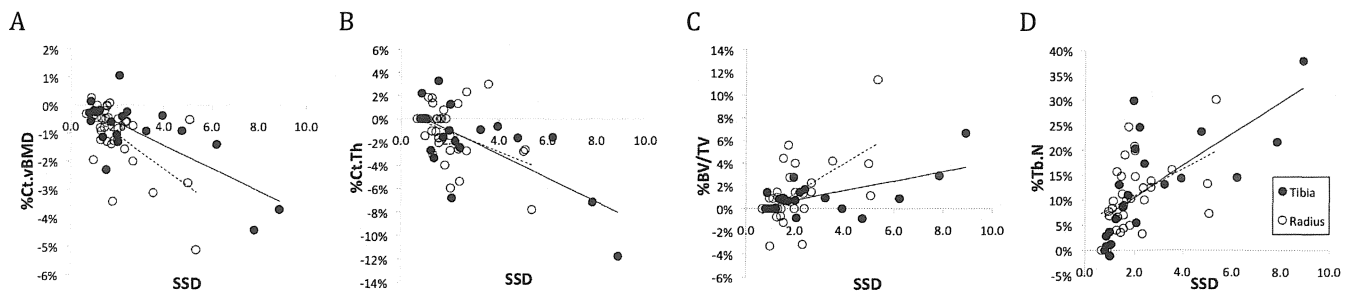 A
2%
1%
0%
-1%
-2%
-3%
-4%
-5%
-6%
%Ct.vBMD
0.0 2.0 4.0 6.0 8.0 10.0
SSD
B
6%
4%
2%
0%
-2%
-4%
-6%
-8%
-10%
-12%
-14%
%Ct.Th
0.0 2.0 4.0 6.0 8.0 10.0
SSD
C
14%
12%
10%
8%
6%
4%
2%
0%
-2%
-4%
-6%
%BV/TV
0.0 2.0 4.0 6.0 8.0 10.0
SSD
D
40%
35%
30%
25%
20%
15%
10%
5%
0%
-5%
%Tb.N
0.0 2.0 4.0 6.0 8.0 10.0
SSD
Tibia
Radius